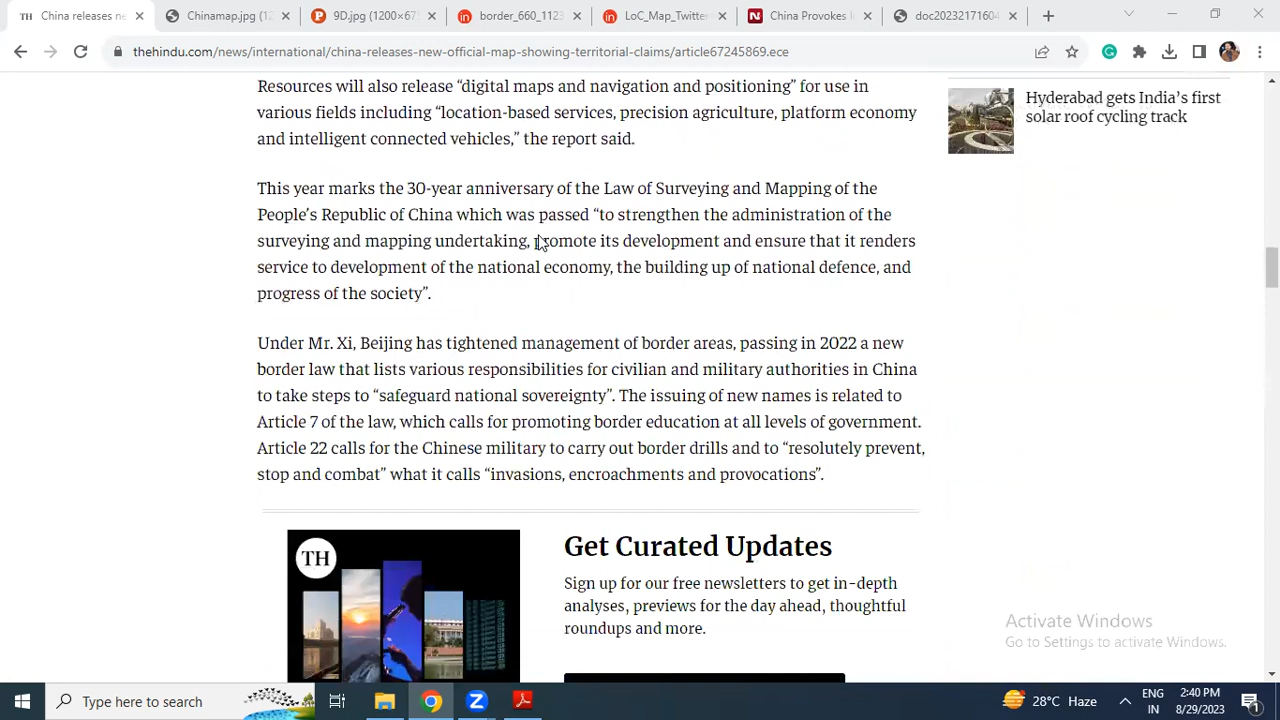 China releases ne
Chinamap.jpg (1
9D.jpg (1200×67
border_660_1123
LoC_Map_Twitte
China Provokes I
doc20232171604
thehindu.com/news/international/china-releases-new-official-map-showing-territorial-claims/article67245869.ece
Resources will also release “digital maps and navigation and positioning” for use in
various fields including “location-based services, precision agriculture, platform economy
and intelligent connected vehicles,” the report said.
Hyderabad gets India’s first
solar roof cycling track
This year marks the 30-year anniversary of the Law of Surveying and Mapping of the
People’s Republic of China which was passed “to strengthen the administration of the
surveying and mapping undertaking, promote its development and ensure that it renders
service to development of the national economy, the building up of national defence, and
progress of the society”.
Under Mr. Xi, Beijing has tightened management of border areas, passing in 2022 a new
border law that lists various responsibilities for civilian and military authorities in China
to take steps to “safeguard national sovereignty”. The issuing of new names is related to
Article 7 of the law, which calls for promoting border education at all levels of government.
Article 22 calls for the Chinese military to carry out border drills and to “resolutely prevent,
stop and combat” what it calls “invasions, encroachments and provocations”.
TH
Get Curated Updates
Sign up for our free newsletters to get in-depth
analyses, previews for the day ahead, thoughtful
roundups and more.
Activate Windows
Go to Settings to activate Windows.
Type here to search
28°C Haze
ENG
IN
2:40 PM
8/29/2023